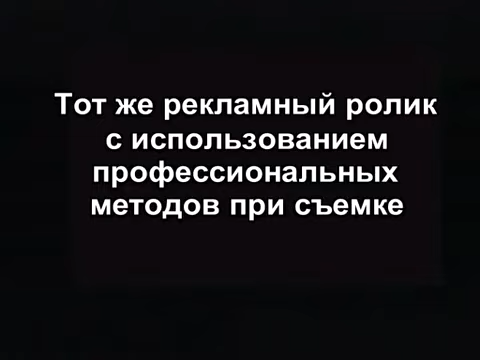 Тот же рекламный ролик
с использованием
профессиональных
методов при съемке